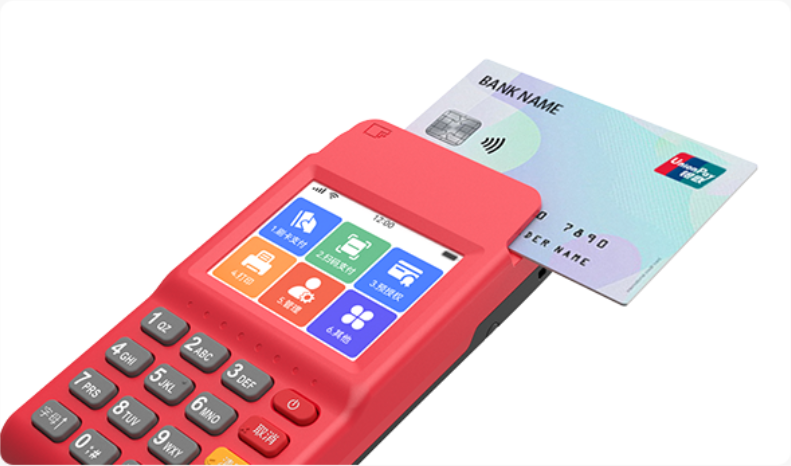 BANK NAME
UnionPay
银联
0 7890
DER NAME
12:00
1.刷卡支付
2.扫码支付
3.预授权
4.打印
5.管理
6.其他
1 QZ
2 ABC
3 DEF
4 GHI
5 JKL
6 MNO
取消
7 PRS
8 TUV
9 WXY
字母↑
0 .:#